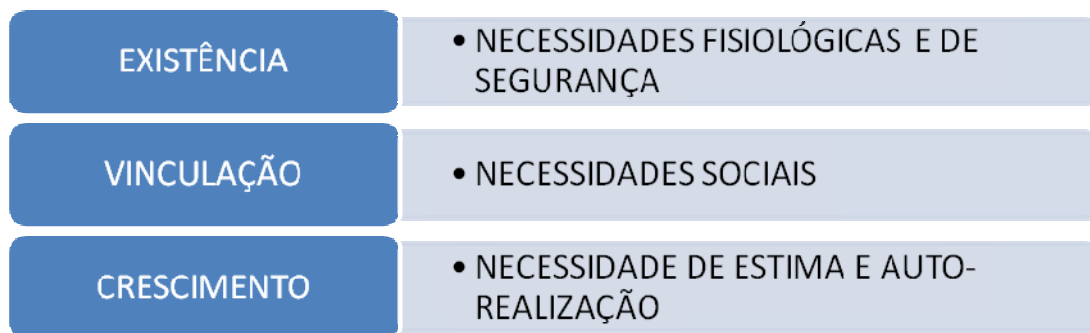 EXISTÊNCIA
• NECESSIDADES FISIOLÓGICAS E DE
SEGURANÇA
VINCULAÇÃO
• NECESSIDADES SOCIAIS
CRESCIMENTO
• NECESSIDADE DE ESTIMA E AUTO-
REALIZAÇÃO